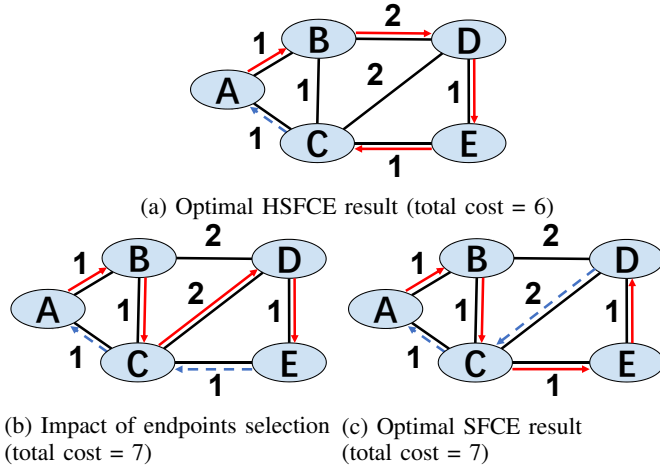 2
1
B
D
A
1
2
1
1
C
E
1
(a) Optimal HSFCE result (total cost = 6)
2
1
B
D
A
1
2
1
1
C
E
1
2
1
B
D
A
1
2
1
1
C
E
1
(b) Impact of endpoints selection
(total cost = 7)
(c) Optimal SFCE result
(total cost = 7)